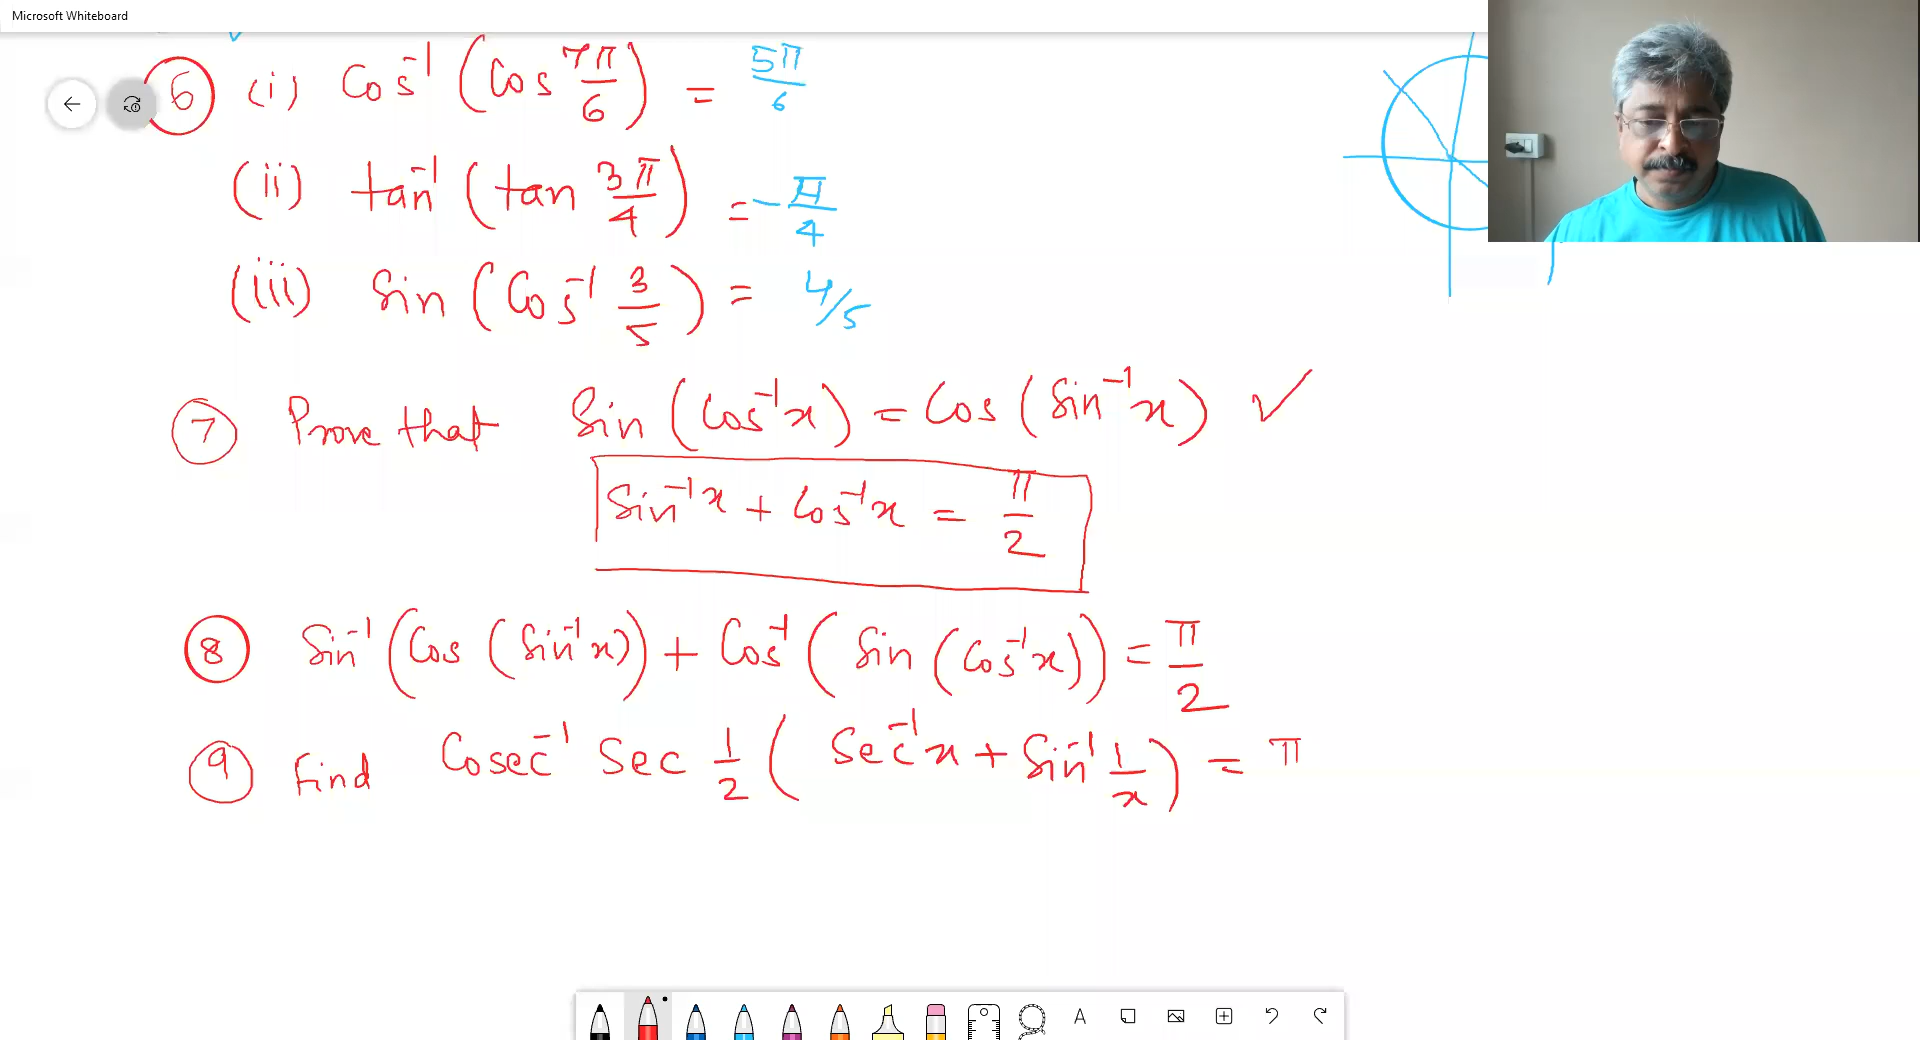 Microsoft Whiteboard
6 (i) Cos⁻¹ (Cos 7π/6) = 5π/6
(ii) tan⁻¹ (tan 3π/4) = -π/4
(iii) Sin (Cos⁻¹ 3/5) = 4/5
7 Prove that Sin (Cos⁻¹x) = Cos (Sin⁻¹x) ✓
Sin⁻¹x + Cos⁻¹x = π/2
8 Sin⁻¹ (Cos (Sin⁻¹x)) + Cos⁻¹ (Sin (Cos⁻¹x)) = π/2
9 Find Cosec⁻¹ Sec 1/2 (Sec⁻¹x + Sin⁻¹ 1/x) = π
A